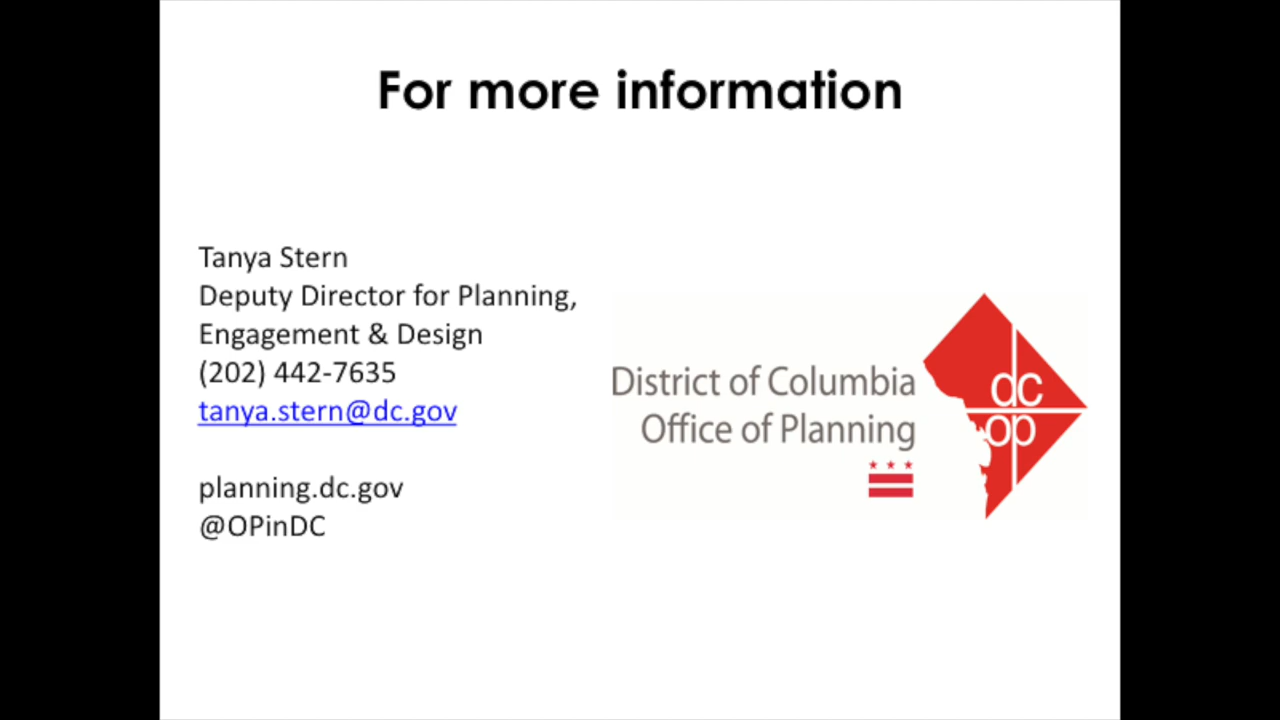 For more information
Tanya Stern
Deputy Director for Planning,
Engagement & Design
(202) 442-7635
tanya.stern@dc.gov
planning.dc.gov
@OPinDC
District of Columbia
Office of Planning
dc
op